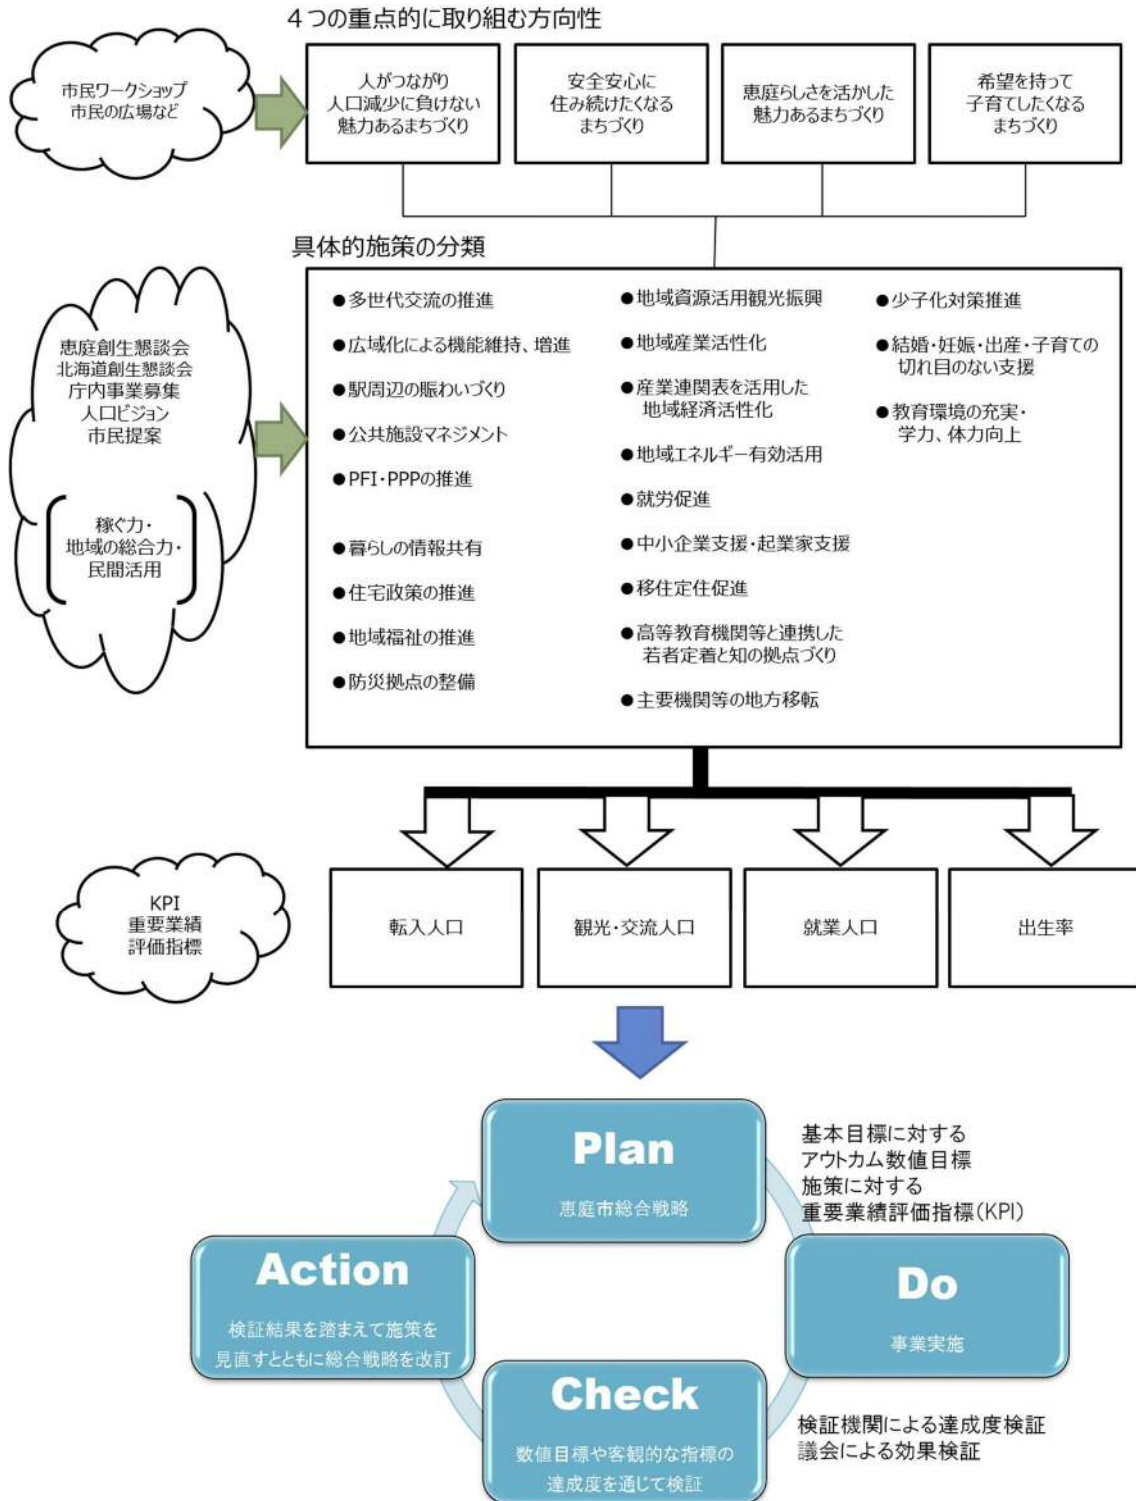 ４つの重点的に取り組む方向性
市民ワークショップ
市民の広場など
人がつながり
人口減少に負けない
魅力あるまちづくり
安全安心に
住み続けたくなる
まちづくり
恵庭らしさを活かした
魅力あるまちづくり
希望を持って
子育てしたくなる
まちづくり
具体的施策の分類
恵庭創生懇談会
北海道創生懇談会
庁内事業募集
人口ビジョン
市民提案
稼ぐ力・
地域の総合力・
民間活用
●多世代交流の推進
●広域化による機能維持、増進
●駅周辺の賑わいづくり
●公共施設マネジメント
●PFI・PPPの推進
●暮らしの情報共有
●住宅政策の推進
●地域福祉の推進
●防災拠点の整備
●地域資源活用観光振興
●地域産業活性化
●産業連関表を活用した
地域経済活性化
●地域エネルギー有効活用
●就労促進
●中小企業支援・起業家支援
●移住定住促進
●高等教育機関等と連携した
若者定着と知の拠点づくり
●主要機関等の地方移転
●少子化対策推進
●結婚・妊娠・出産・子育ての
切れ目のない支援
●教育環境の充実・
学力、体力向上
KPI
重要業績
評価指標
転入人口
観光・交流人口
就業人口
出生率
Plan
恵庭市総合戦略
基本目標に対する
アウトカム数値目標
施策に対する
重要業績評価指標(KPI)
Do
事業実施
検証機関による達成度検証
議会による効果検証
Check
数値目標や客観的な指標の
達成度を通じて検証
Action
検証結果を踏まえて施策を
見直すとともに総合戦略を改訂